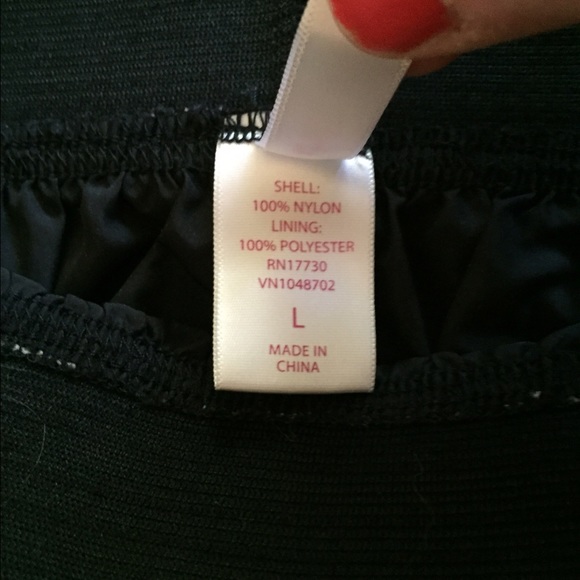 SHELL:
100% NYLON
LINING:
100% POLYESTER
RN17730
VN1048702
L
MADE IN
CHINA